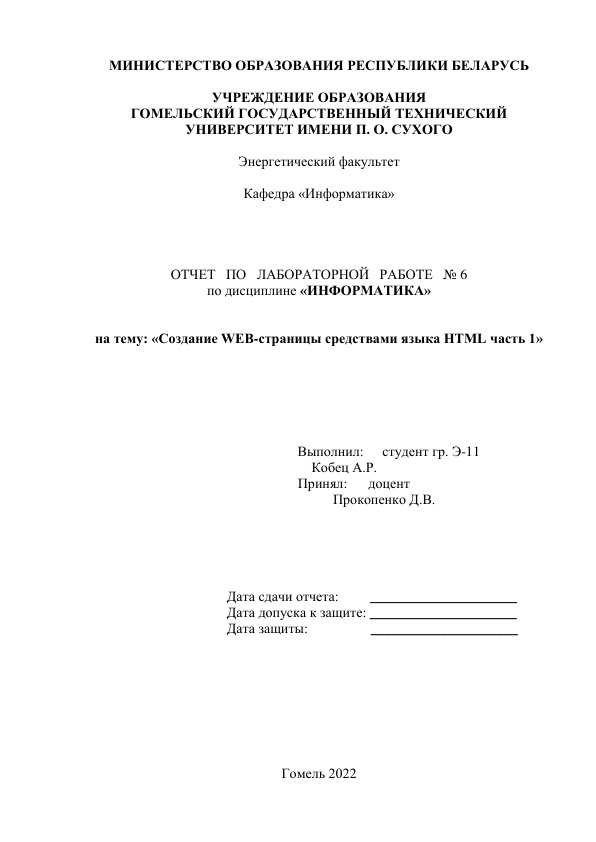 МИНИСТЕРСТВО ОБРАЗОВАНИЯ РЕСПУБЛИКИ БЕЛАРУСЬ
УЧРЕЖДЕНИЕ ОБРАЗОВАНИЯ
ГОМЕЛЬСКИЙ ГОСУДАРСТВЕННЫЙ ТЕХНИЧЕСКИЙ
УНИВЕРСИТЕТ ИМЕНИ П. О. СУХОГО
Энергетический факультет
Кафедра «Информатика»
ОТЧЕТ ПО ЛАБОРАТОРНОЙ РАБОТЕ № 6
по дисциплине «ИНФОРМАТИКА»
на тему: «Создание WEB-страницы средствами языка HTML часть 1»
Выполнил: студент гр. Э-11
Кобец А.Р.
Принял: доцент
Прокопенко Д.В.
Дата сдачи отчета: ____________________
Дата допуска к защите: ____________________
Дата защиты: ____________________
Гомель 2022